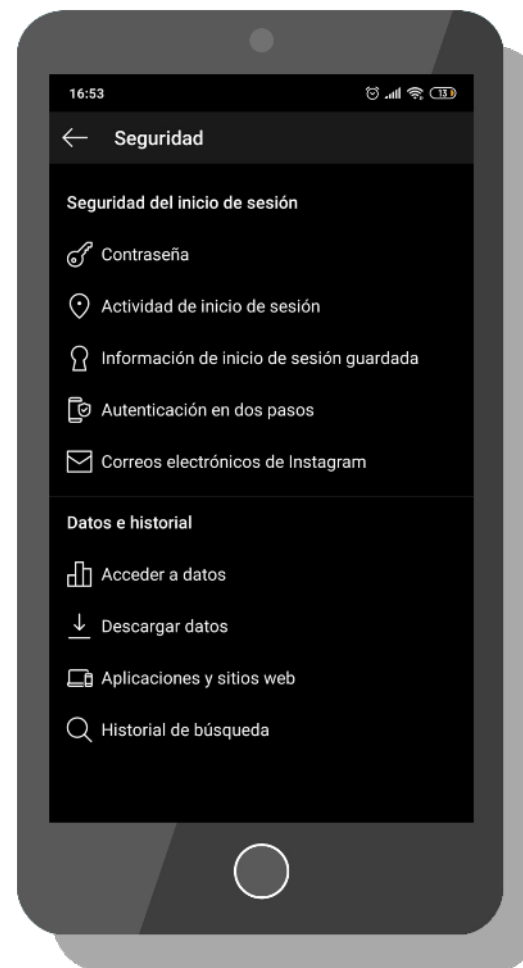 16:53
13
Seguridad
Seguridad del inicio de sesión
Contraseña
Actividad de inicio de sesión
Información de inicio de sesión guardada
Autenticación en dos pasos
Correos electrónicos de Instagram
Datos e historial
Acceder a datos
Descargar datos
Aplicaciones y sitios web
Historial de búsqueda